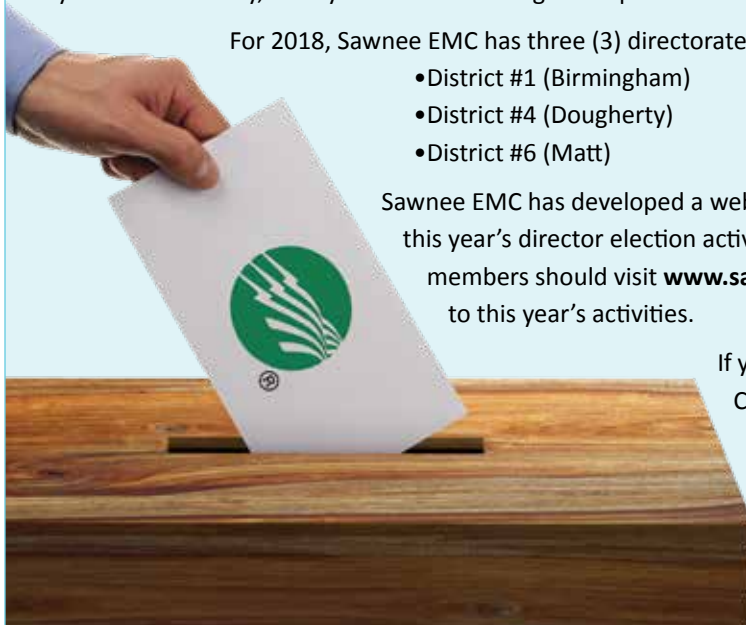 For 2018, Sawnee EMC has three (3) directorate
•District #1 (Birmingham)
•District #4 (Dougherty)
•District #6 (Matt)
Sawnee EMC has developed a web
this year's director election activ
members should visit www.sa
to this year's activities.
If y
C
®